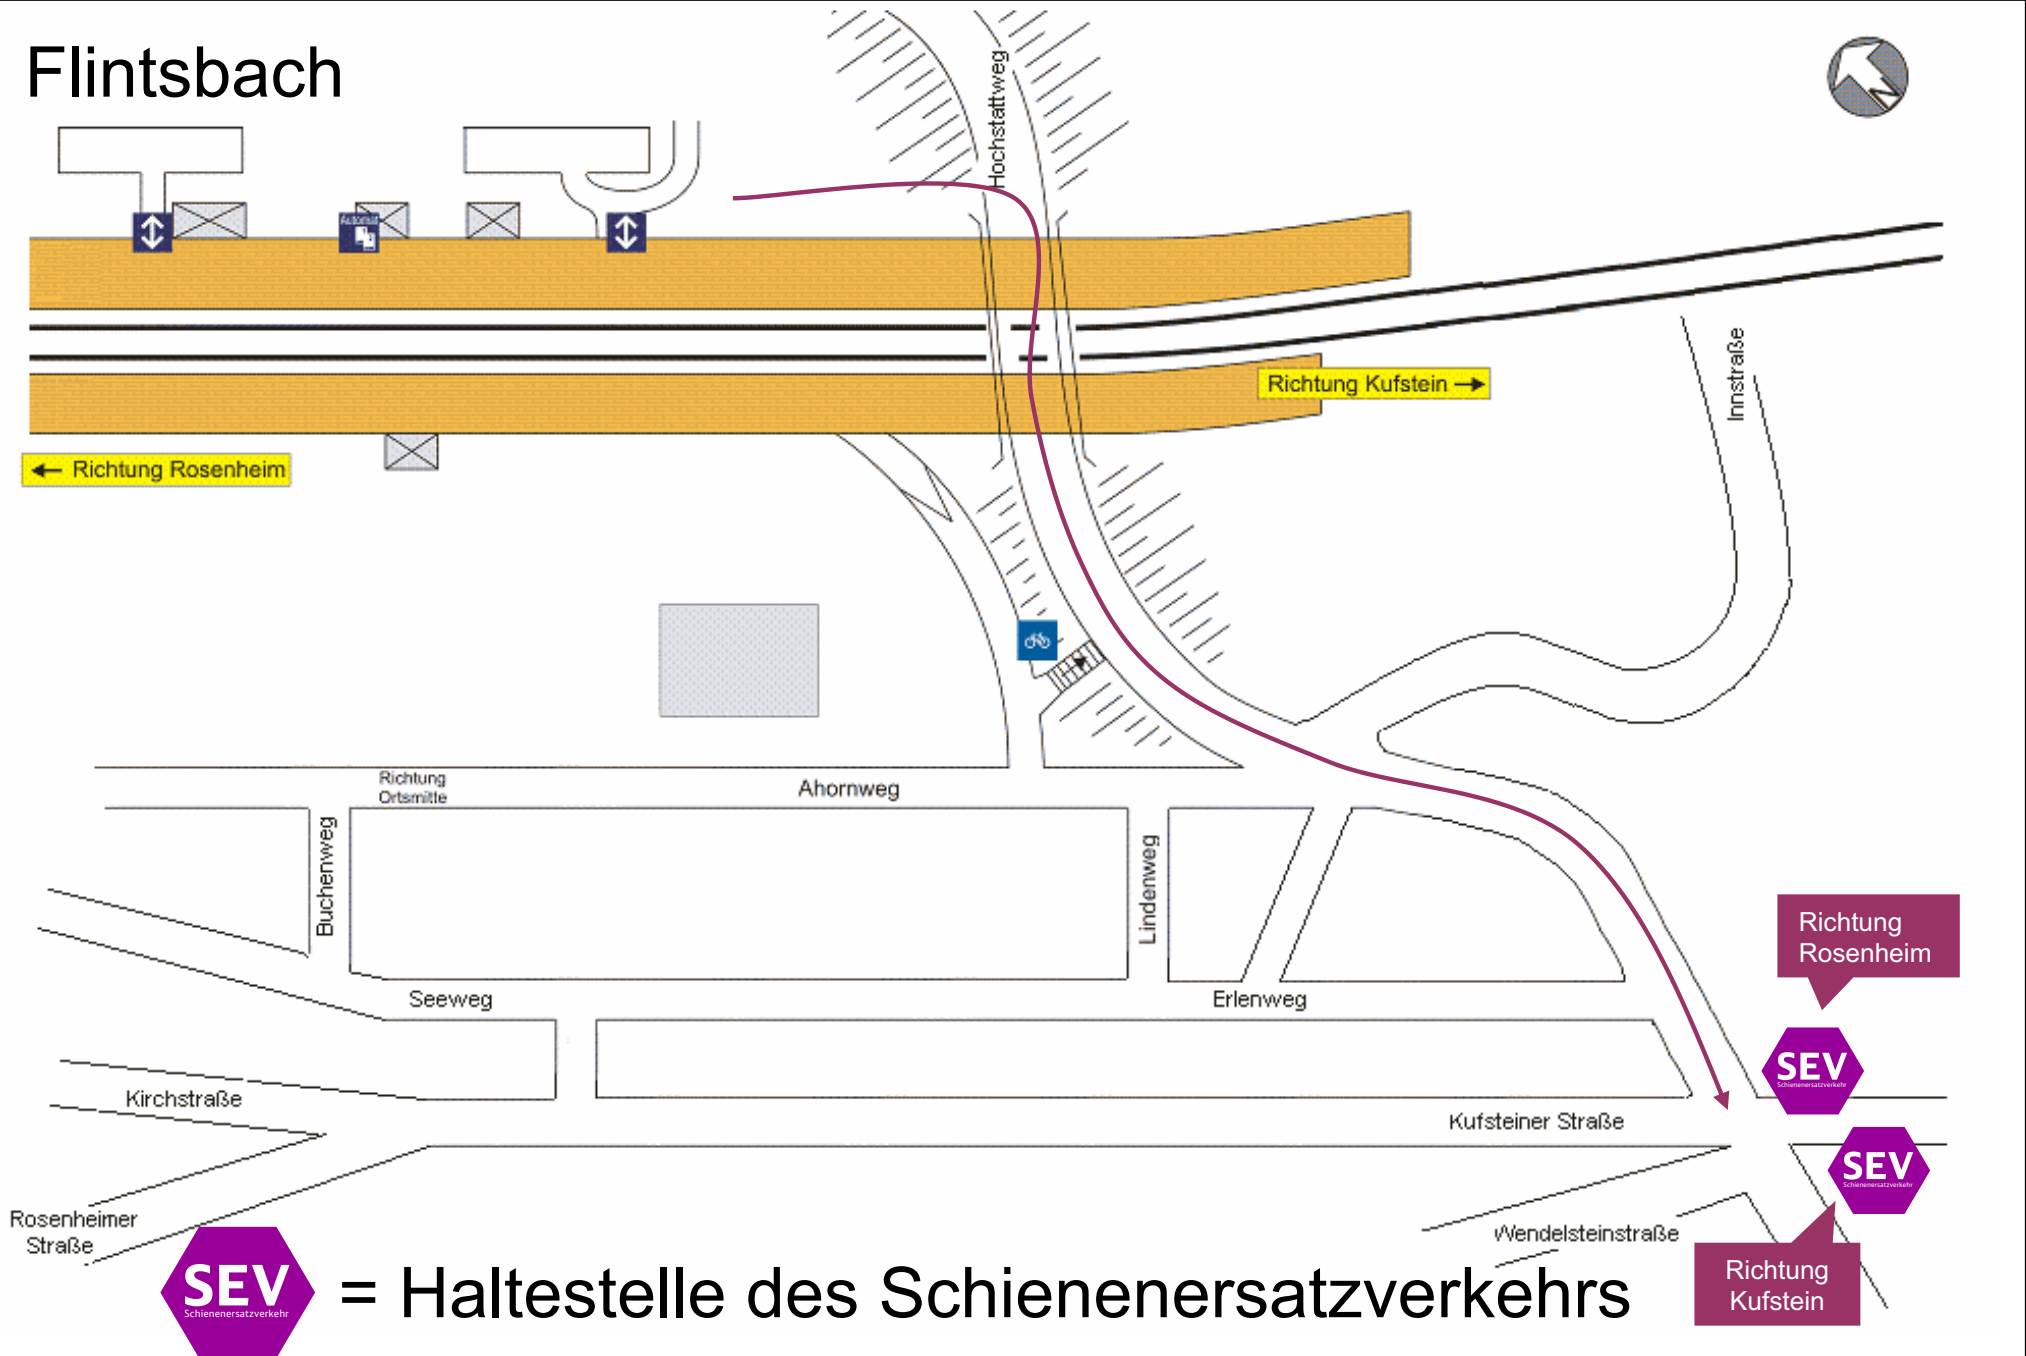 Flintsbach
Hochstattweg
N
Automat
Richtung Kufstein →
Innstraße
← Richtung Rosenheim
Richtung
Ortsmitte
Ahornweg
Buchenweg
Lindenweg
Richtung
Rosenheim
Seeweg
Erlenweg
SEV
Schienenersatzverkehr
Kirchstraße
Kufsteiner Straße
SEV
Schienenersatzverkehr
Rosenheimer
Straße
Wendelsteinstraße
Richtung
Kufstein
SEV
Schienenersatzverkehr
= Haltestelle des Schienenersatzverkehrs